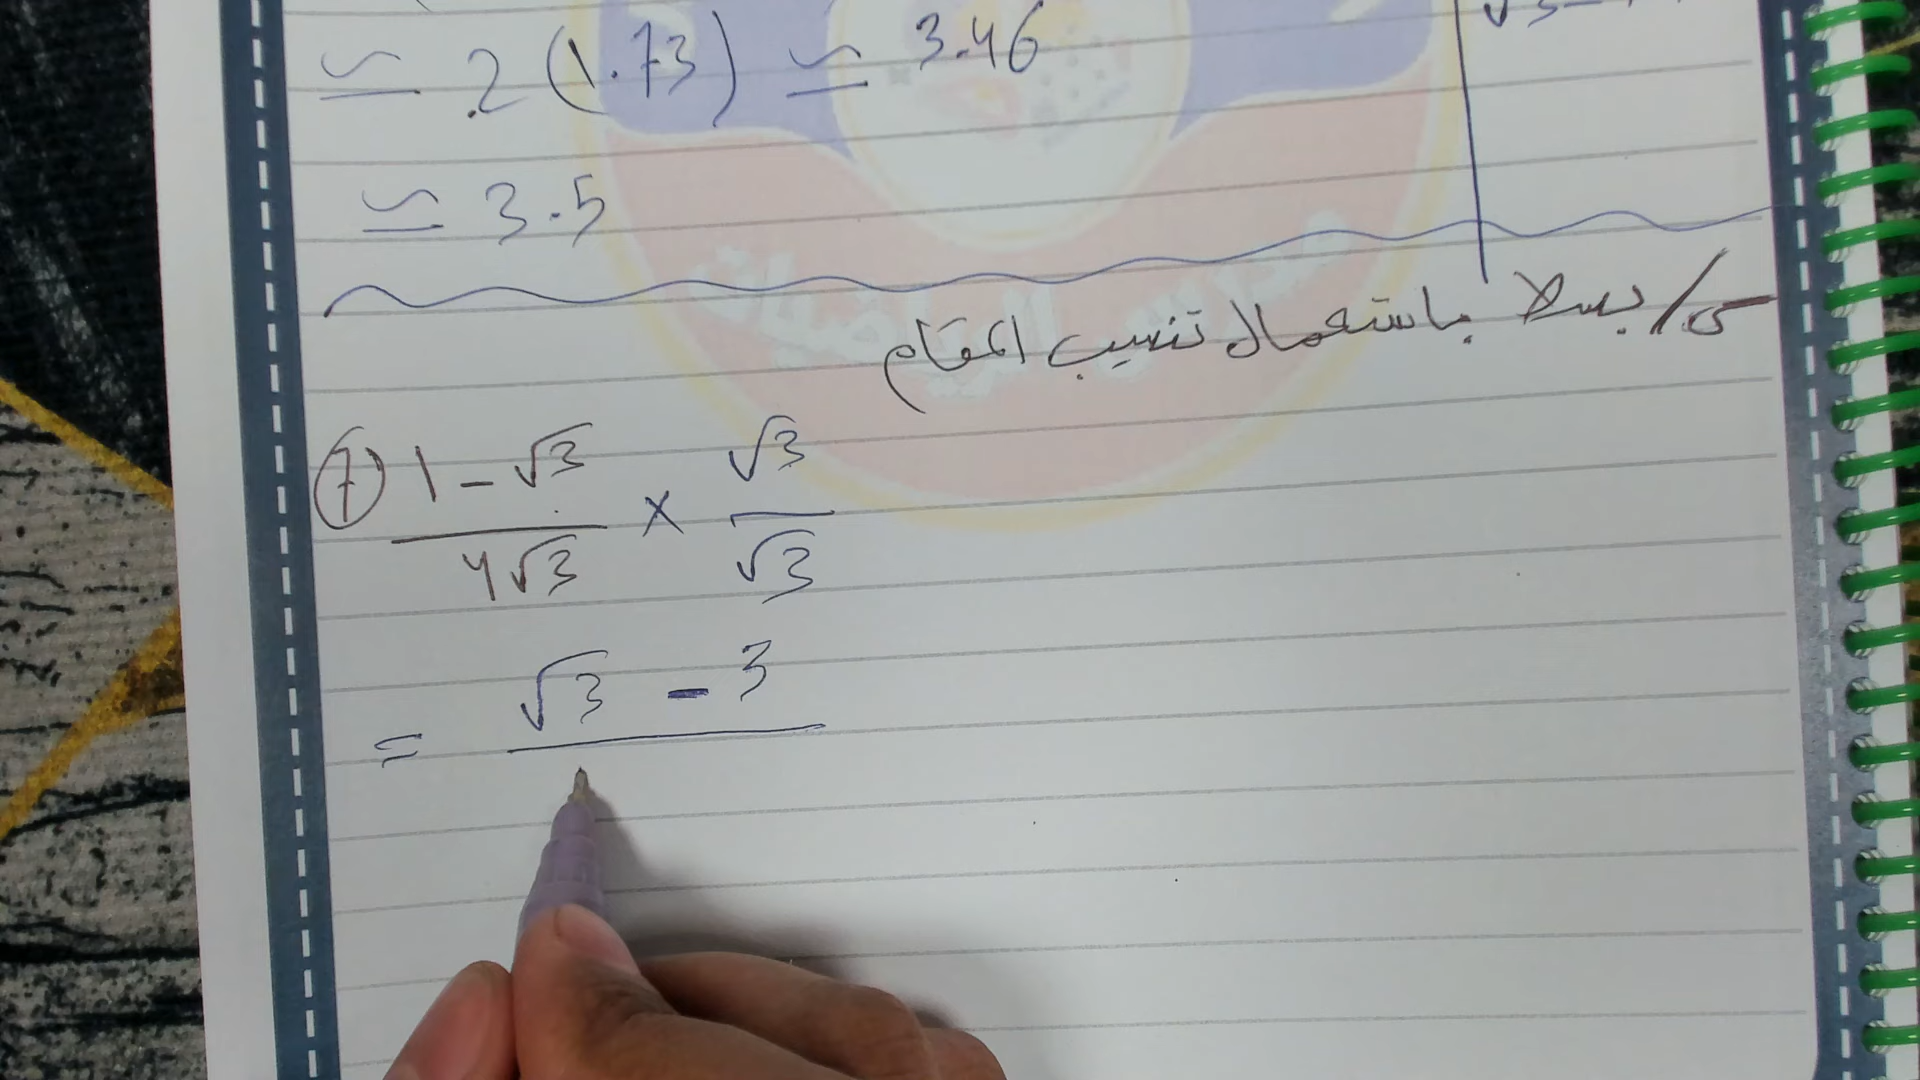 ≃ 2 (1.73) ≃ 3.46
≃ 3.5
س/ بسط باستعمال تنسيب المقام
⑦ (1 - √3)/(4√3) × √3/√3
= √3 - 3